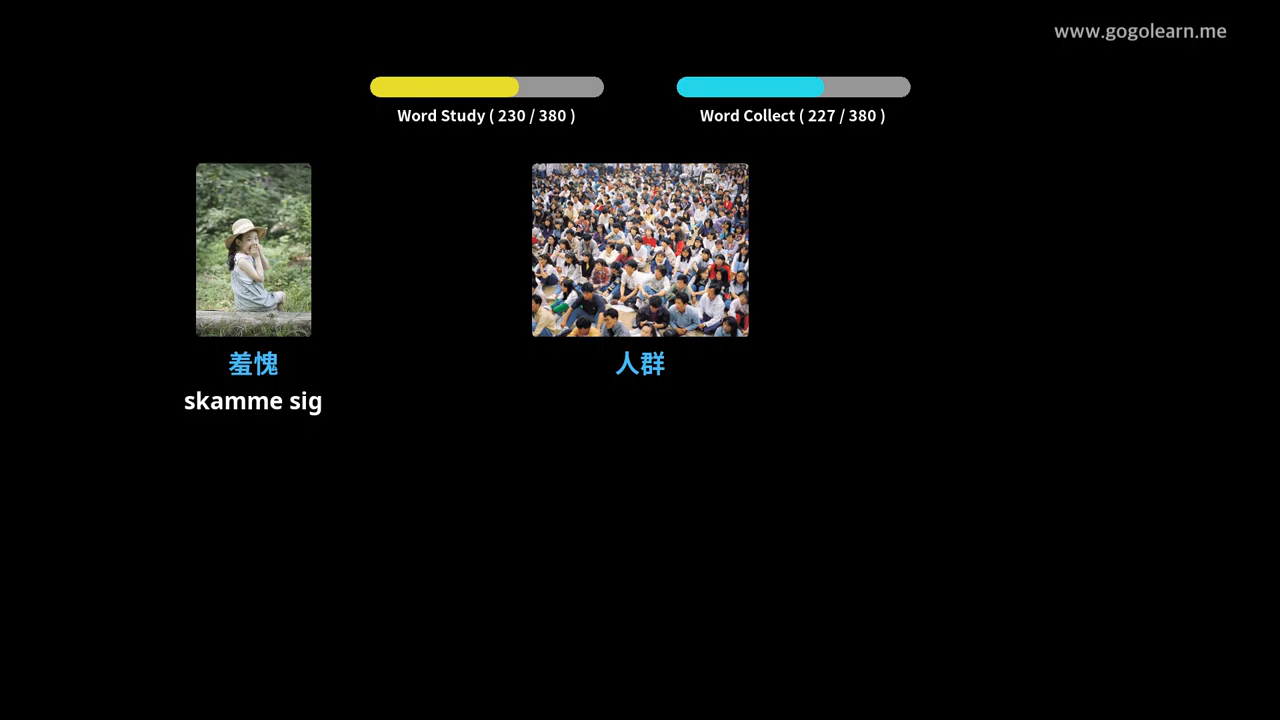 www.gogolearn.me
Word Study ( 230 / 380 )
Word Collect ( 227 / 380 )
羞愧
skamme sig
人群